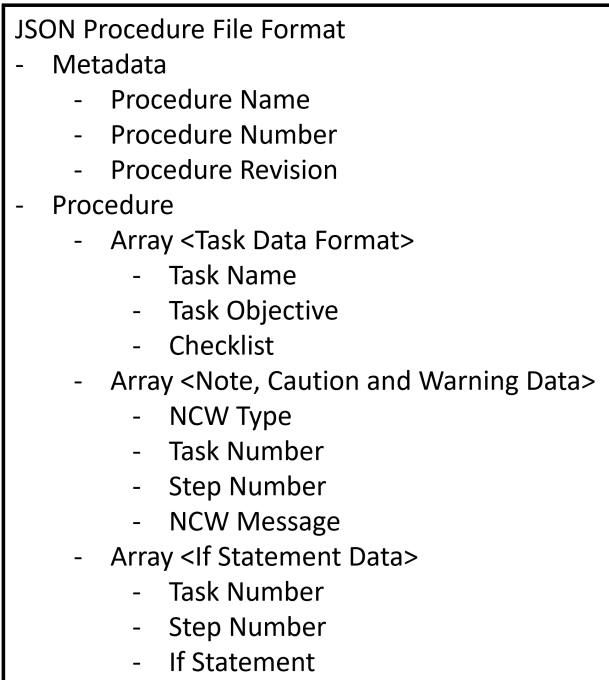 JSON Procedure File Format
- Metadata
- Procedure Name
- Procedure Number
- Procedure Revision
- Procedure
- Array <Task Data Format>
- Task Name
- Task Objective
- Checklist
- Array <Note, Caution and Warning Data>
- NCW Type
- Task Number
- Step Number
- NCW Message
- Array <If Statement Data>
- Task Number
- Step Number
- If Statement